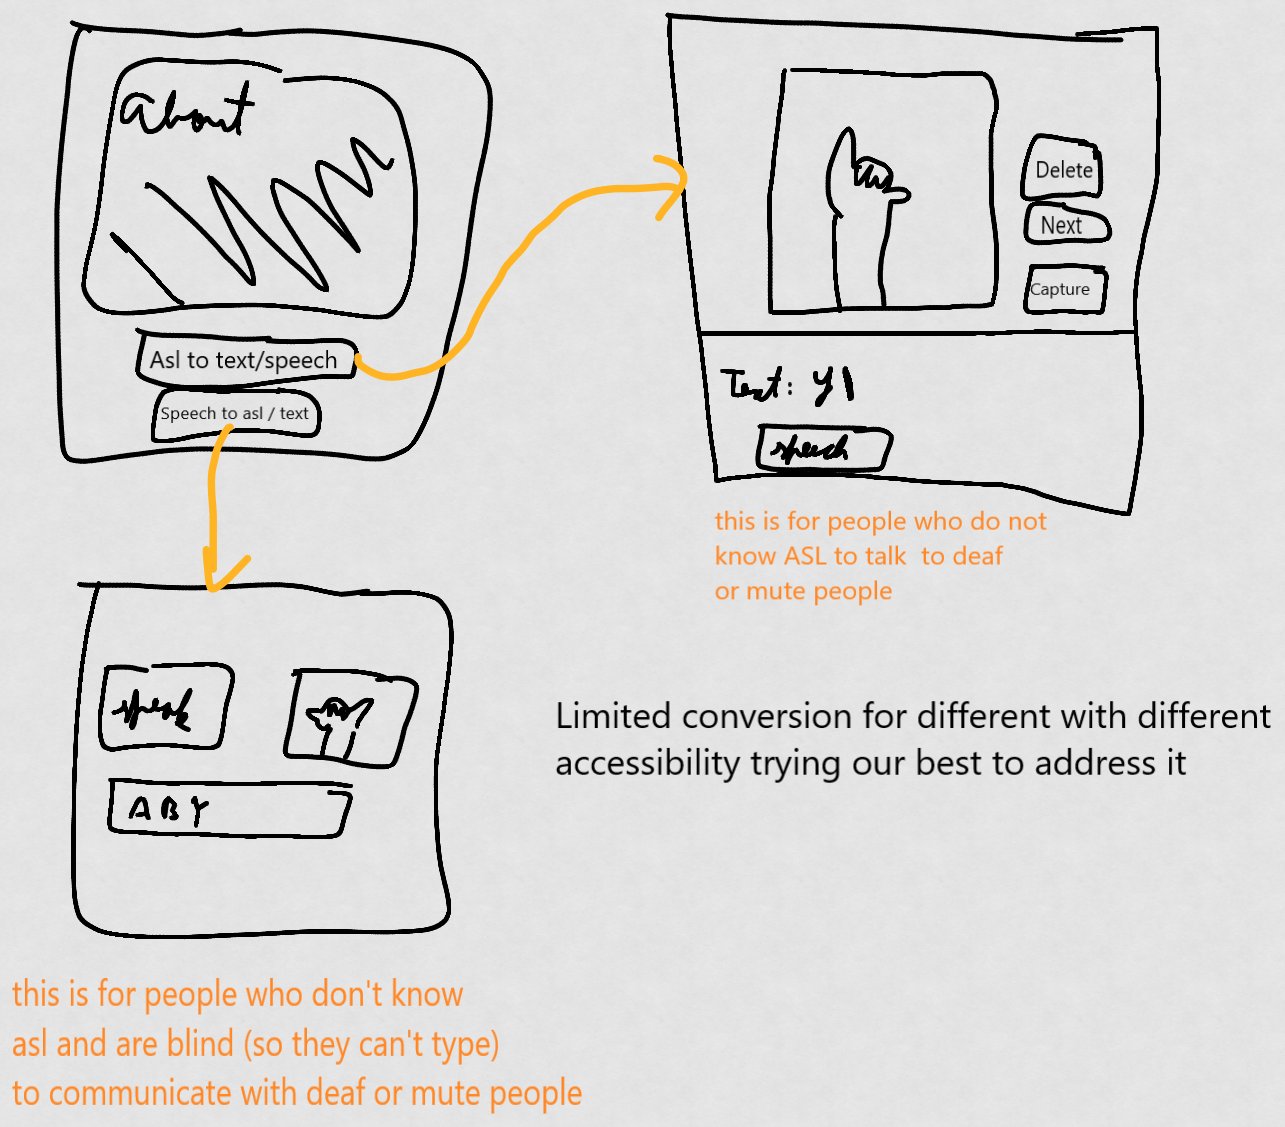 About
Asl to text/speech
Speech to asl / text
Delete
Next
Capture
Text: YI
speech
this is for people who do not
know ASL to talk to deaf
or mute people
speak
ABY
Limited conversion for different with different
accessibility trying our best to address it
this is for people who don't know
asl and are blind (so they can't type)
to communicate with deaf or mute people